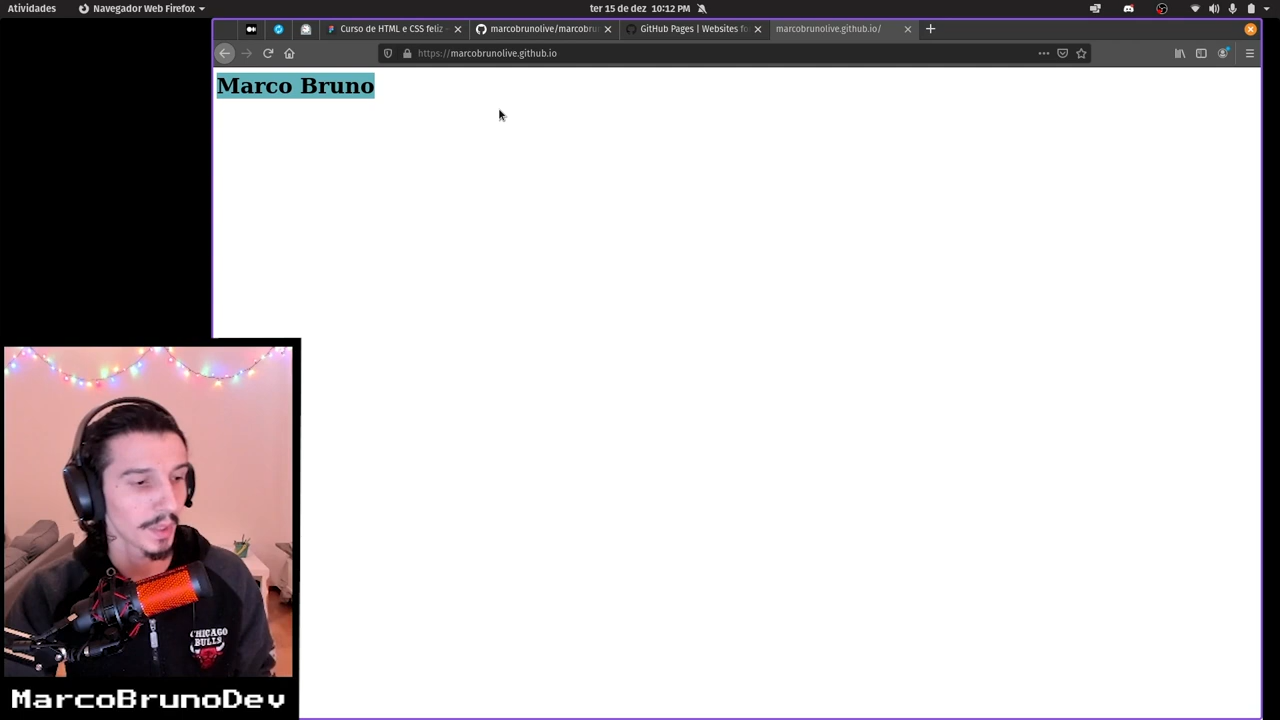 Atividades Navegador Web Firefox ter 15 de dez 10:12 PM
Curso de HTML e CSS feliz - marcobrunolive/marcobru GitHub Pages | Websites fo marcobrunolive.github.io/
https://marcobrunolive.github.io
Marco Bruno
CHICAGO
BULLS
MarcoBrunoDev